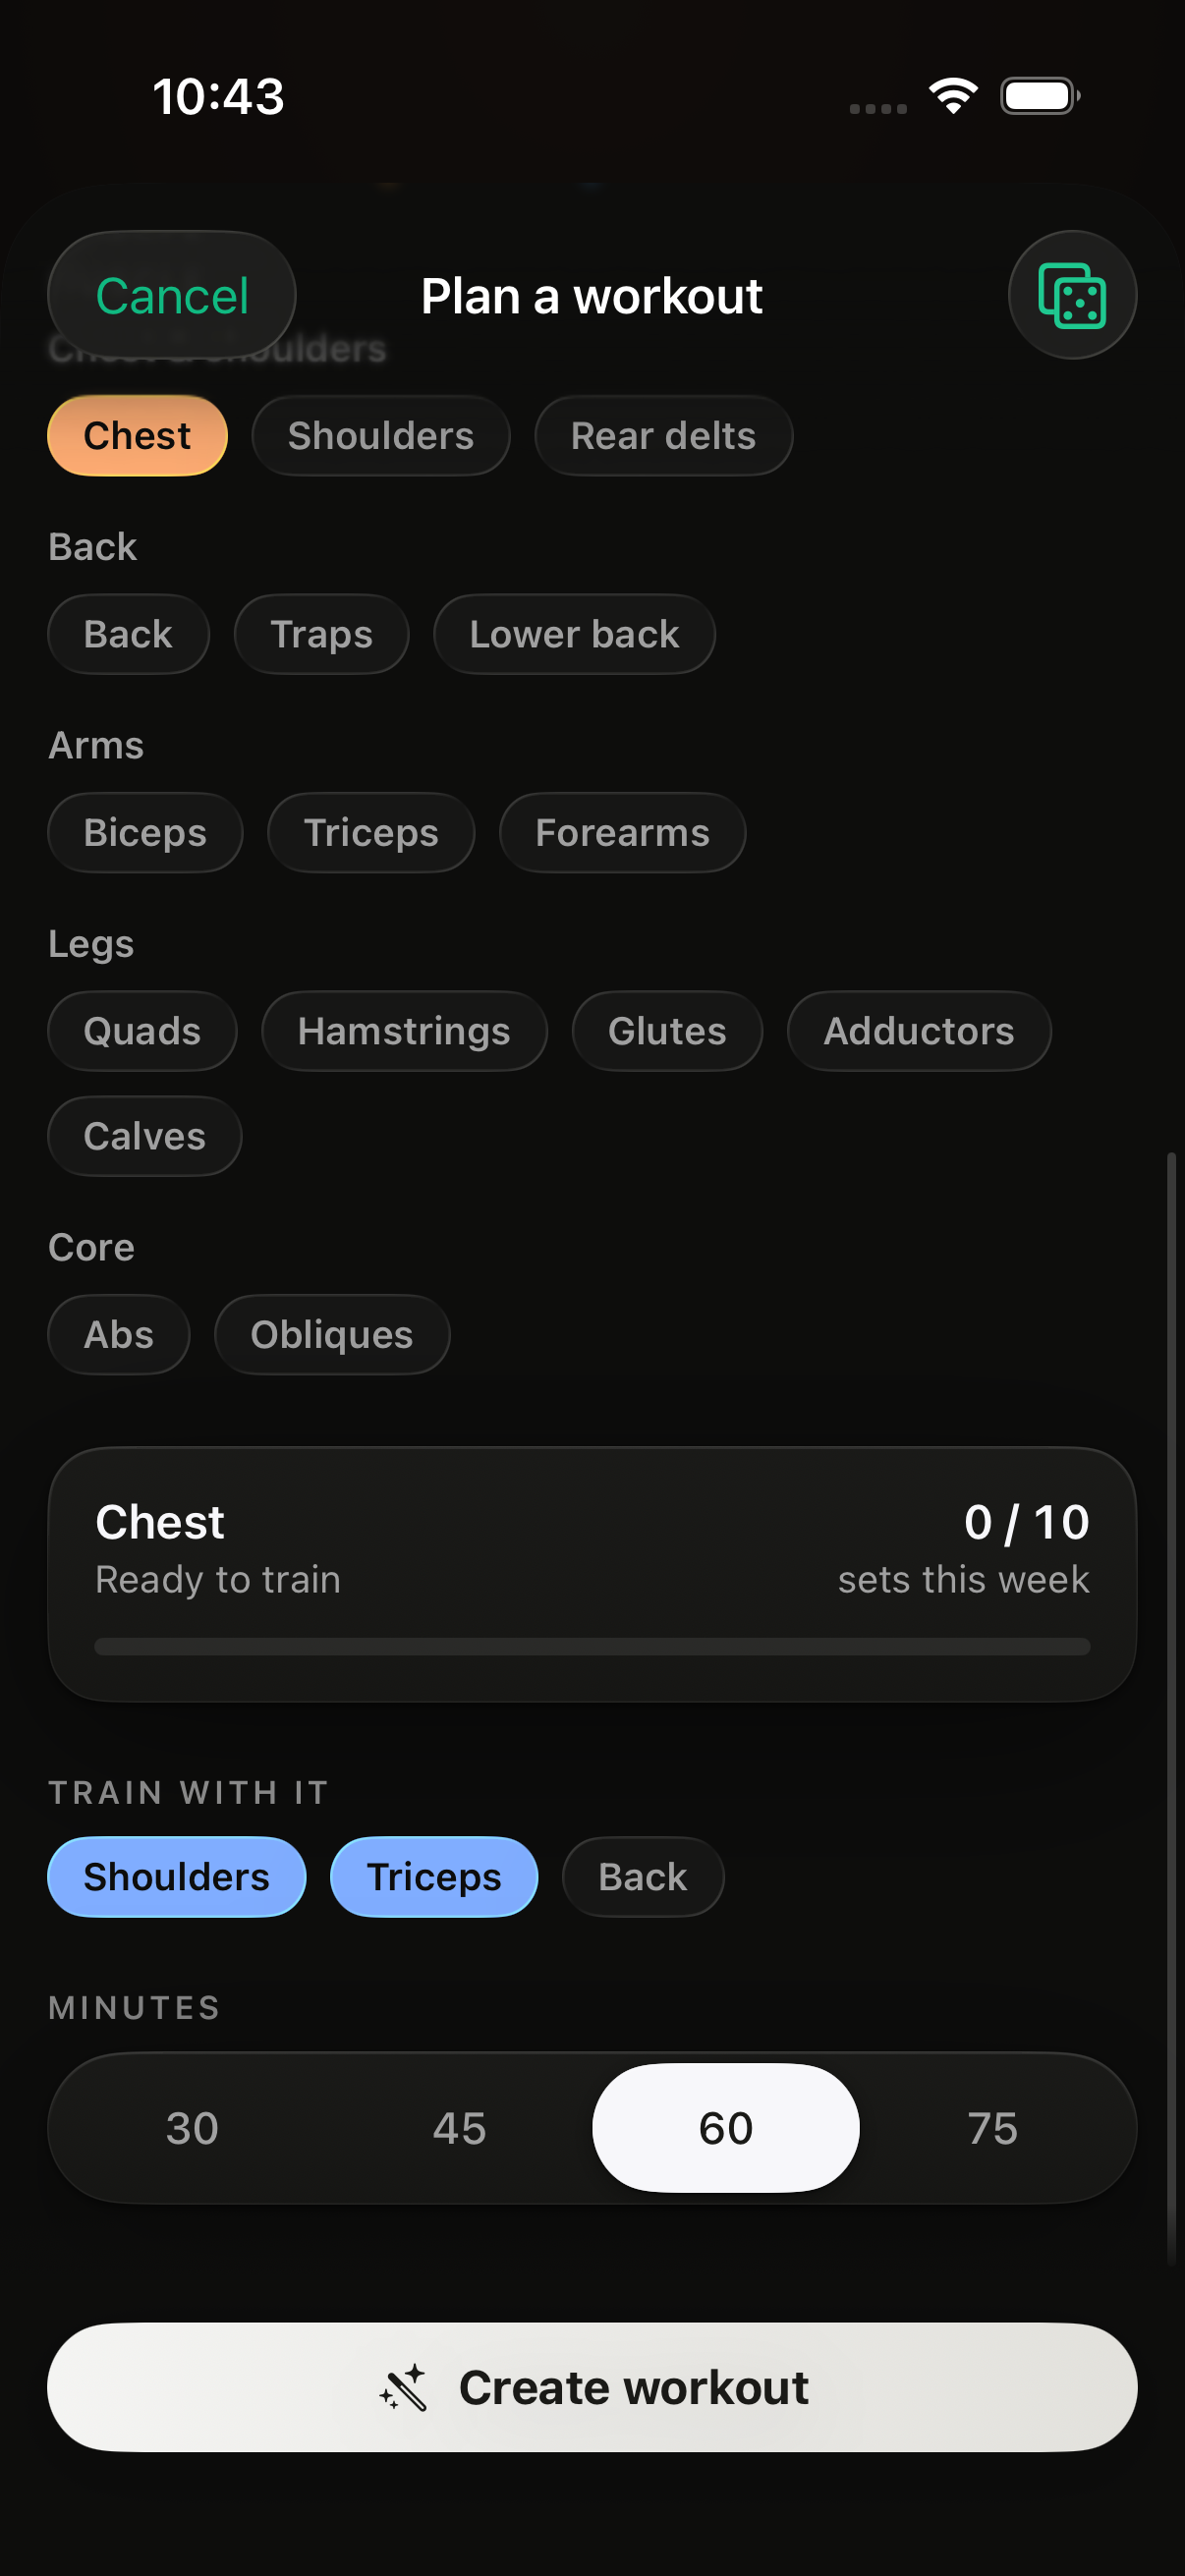 10:43
Cancel
Plan a workout
Chest & shoulders
Chest Shoulders Rear delts
Back
Back Traps Lower back
Arms
Biceps Triceps Forearms
Legs
Quads Hamstrings Glutes Adductors
Calves
Core
Abs Obliques
Chest 0 / 10
Ready to train sets this week
TRAIN WITH IT
Shoulders Triceps Back
MINUTES
30 45 60 75
Create workout